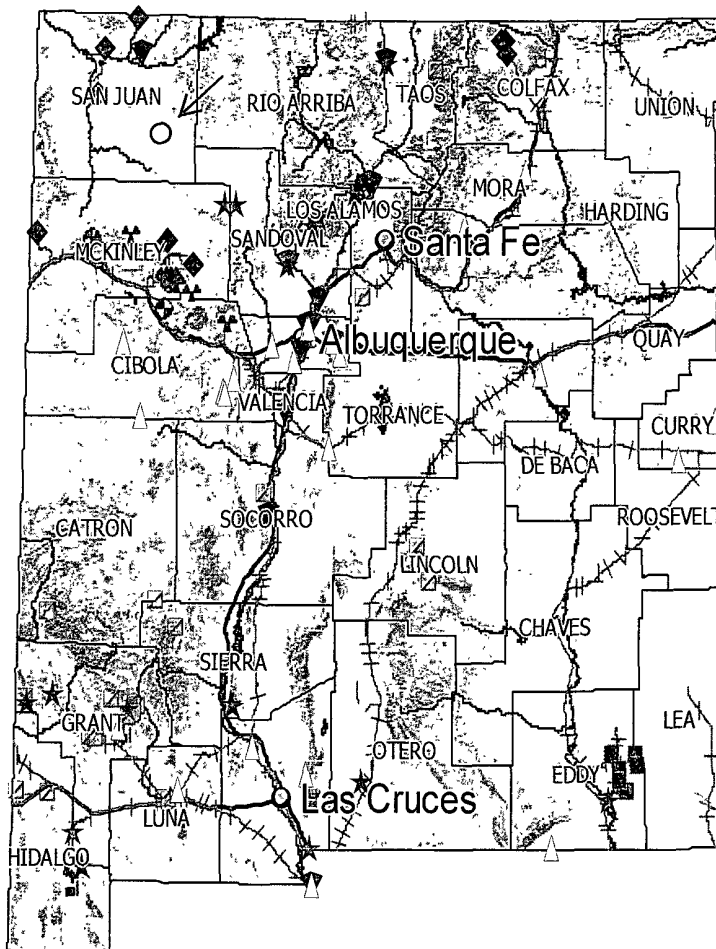 SAN JUAN
RIO ARRIBA
TAOS
COLFAX
UNION
MORA
HARDING
LOS ALAMOS
SANDOVAL
MCKINLEY
Santa Fe
Albuquerque
QUAY
CIBOLA
VALENCIA
TORRANCE
CURRY
DE BACA
SOCORRO
ROOSEVELT
CATRON
LINCOLN
CHAVES
SIERRA
GRANT
LEA
OTERO
EDDY
Las Cruces
LUNA
HIDALGO